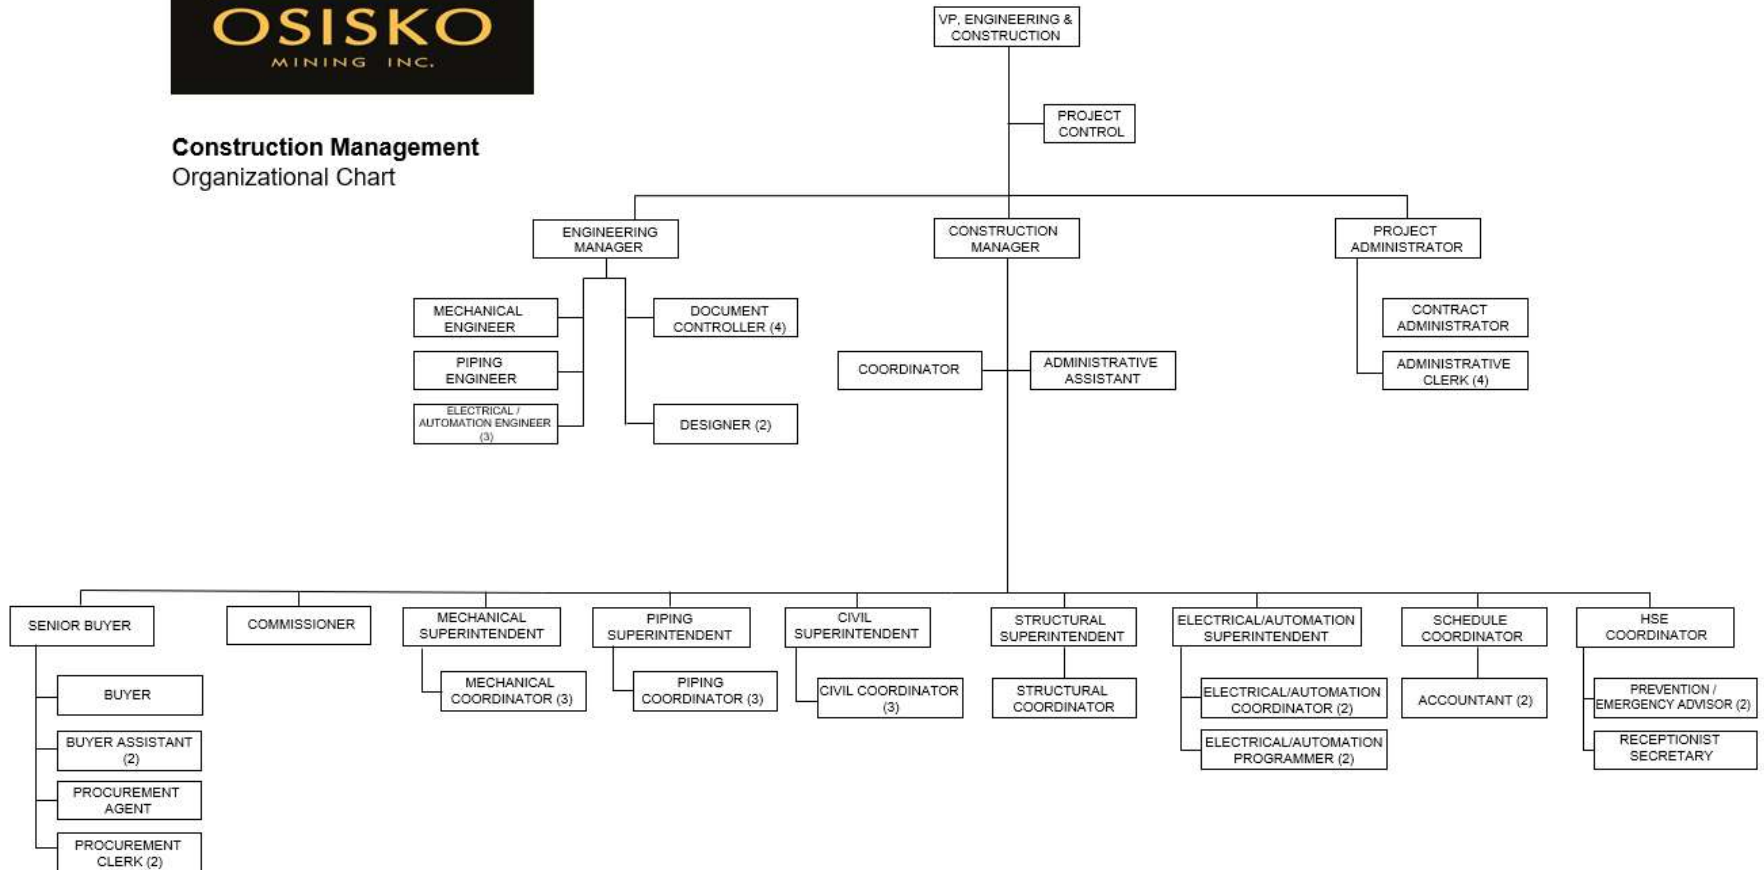 OSISKO
MINING INC.
Construction Management
Organizational Chart
VP, ENGINEERING &
CONSTRUCTION
PROJECT
CONTROL
ENGINEERING
MANAGER
CONSTRUCTION
MANAGER
PROJECT
ADMINISTRATOR
MECHANICAL
ENGINEER
DOCUMENT
CONTROLLER (4)
CONTRACT
ADMINISTRATOR
PIPING
ENGINEER
COORDINATOR
ADMINISTRATIVE
ASSISTANT
ADMINISTRATIVE
CLERK (4)
ELECTRICAL /
AUTOMATION ENGINEER
(3)
DESIGNER (2)
SENIOR BUYER
COMMISSIONER
MECHANICAL
SUPERINTENDENT
PIPING
SUPERINTENDENT
CIVIL
SUPERINTENDENT
STRUCTURAL
SUPERINTENDENT
ELECTRICAL/AUTOMATION
SUPERINTENDENT
SCHEDULE
COORDINATOR
HSE
COORDINATOR
BUYER
MECHANICAL
COORDINATOR (3)
PIPING
COORDINATOR (3)
CIVIL COORDINATOR
(3)
STRUCTURAL
COORDINATOR
ELECTRICAL/AUTOMATION
COORDINATOR (2)
ACCOUNTANT (2)
PREVENTION /
EMERGENCY ADVISOR (2)
BUYER ASSISTANT
(2)
ELECTRICAL/AUTOMATION
PROGRAMMER (2)
RECEPTIONIST
SECRETARY
PROCUREMENT
AGENT
PROCUREMENT
CLERK (2)